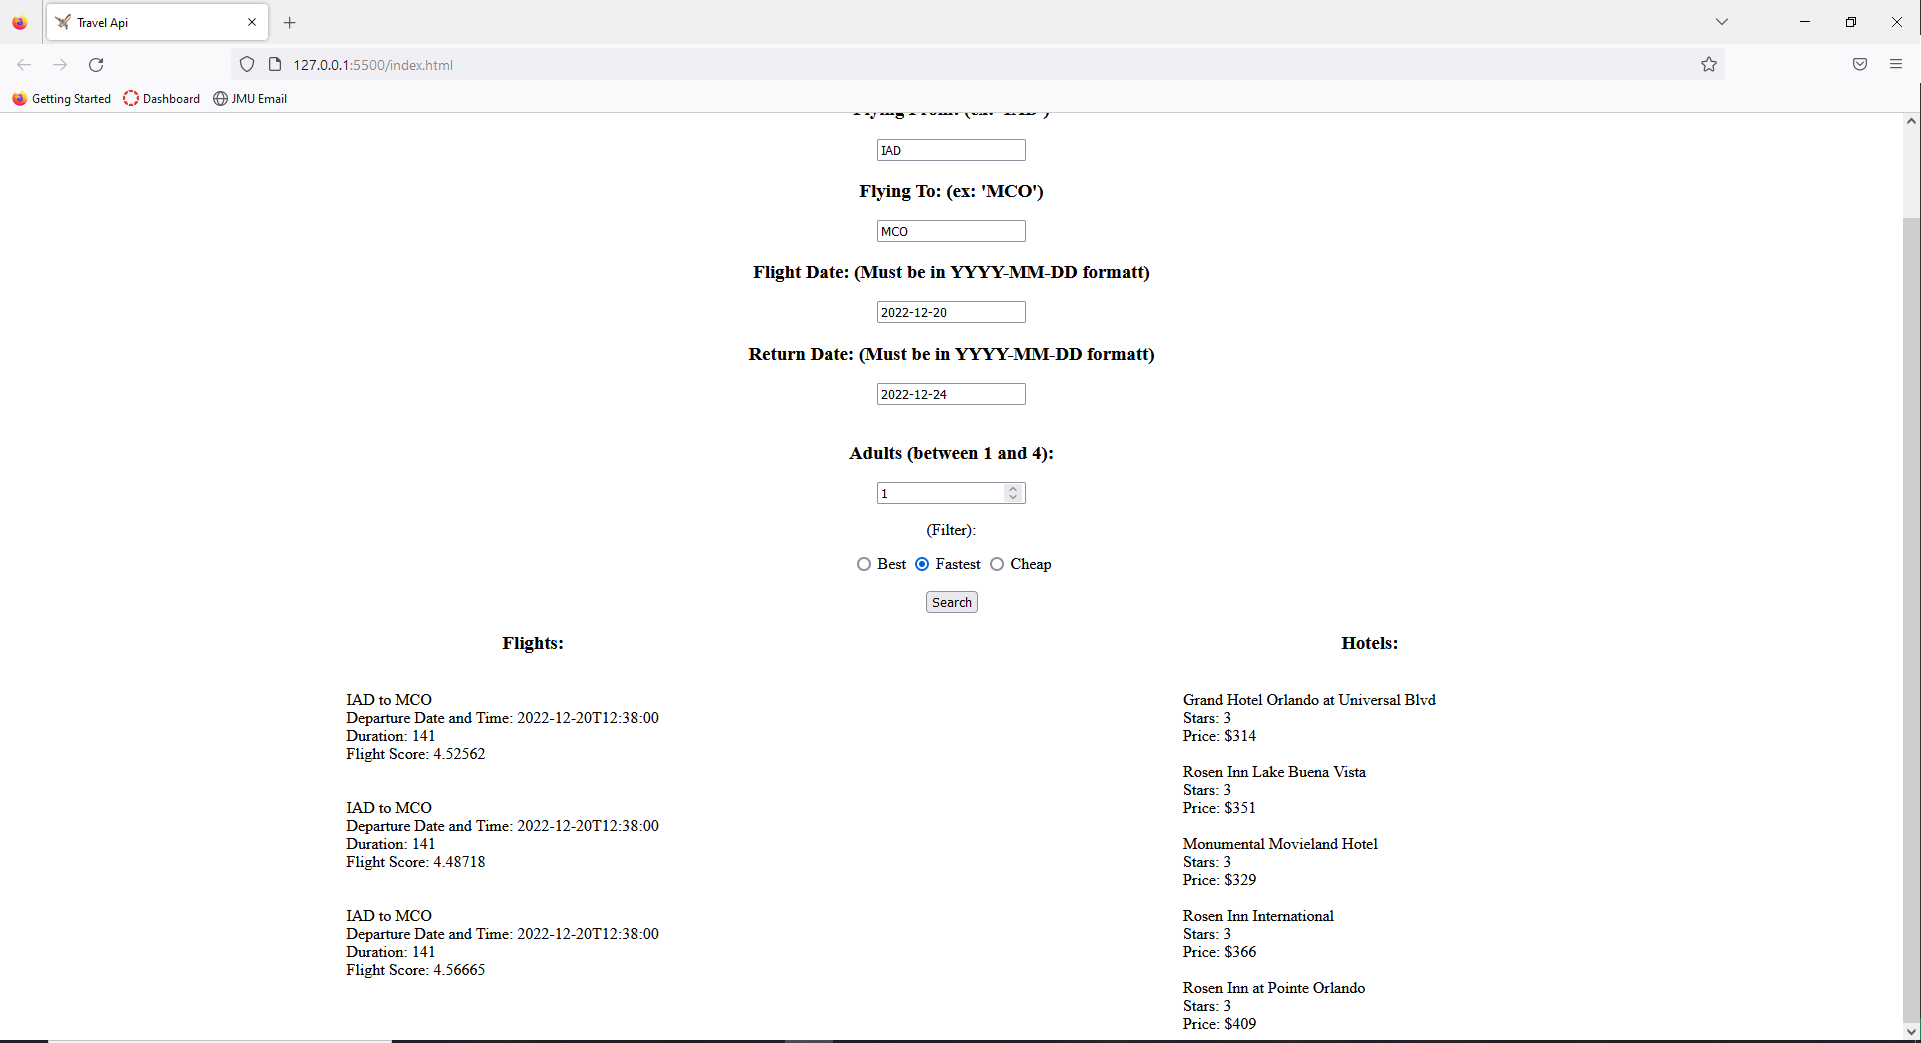 Travel Api
127.0.0.1:5500/index.html
Getting Started Dashboard JMU Email
Flying From: (ex: 'IAD')
IAD
Flying To: (ex: 'MCO')
MCO
Flight Date: (Must be in YYYY-MM-DD formatt)
2022-12-20
Return Date: (Must be in YYYY-MM-DD formatt)
2022-12-24
Adults (between 1 and 4):
1
(Filter):
Best Fastest Cheap
Search
Flights:
IAD to MCO
Departure Date and Time: 2022-12-20T12:38:00
Duration: 141
Flight Score: 4.52562
IAD to MCO
Departure Date and Time: 2022-12-20T12:38:00
Duration: 141
Flight Score: 4.48718
IAD to MCO
Departure Date and Time: 2022-12-20T12:38:00
Duration: 141
Flight Score: 4.56665
Hotels:
Grand Hotel Orlando at Universal Blvd
Stars: 3
Price: $314
Rosen Inn Lake Buena Vista
Stars: 3
Price: $351
Monumental Movieland Hotel
Stars: 3
Price: $329
Rosen Inn International
Stars: 3
Price: $366
Rosen Inn at Pointe Orlando
Stars: 3
Price: $409